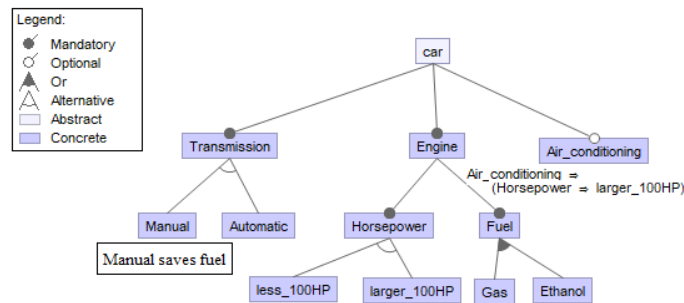 Legend:
Mandatory
Optional
Or
Alternative
Abstract
Concrete
car
Transmission
Engine
Air_conditioning
Air_conditioning ⇒
(Horsepower ⇒ larger_100HP)
Manual
Automatic
Horsepower
Fuel
Manual saves fuel
less_100HP
larger_100HP
Gas
Ethanol